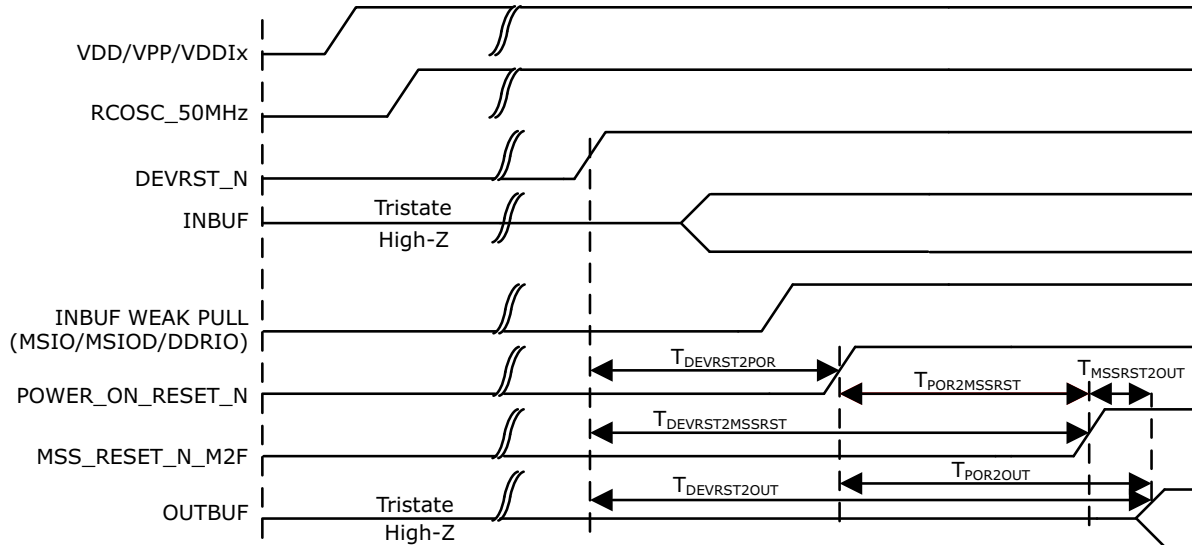 VDD/VPP/VDDIx
RCOSC_50MHz
DEVRST_N
INBUF
Tristate
High-Z
INBUF WEAK PULL
(MSIO/MSIOD/DDRIO)
POWER_ON_RESET_N
TDEVRST2POR
TPOR2MSSRST
TMSSRST2OUT
MSS_RESET_N_M2F
TDEVRST2MSSRST
OUTBUF
Tristate
High-Z
TDEVRST2OUT
TPOR2OUT